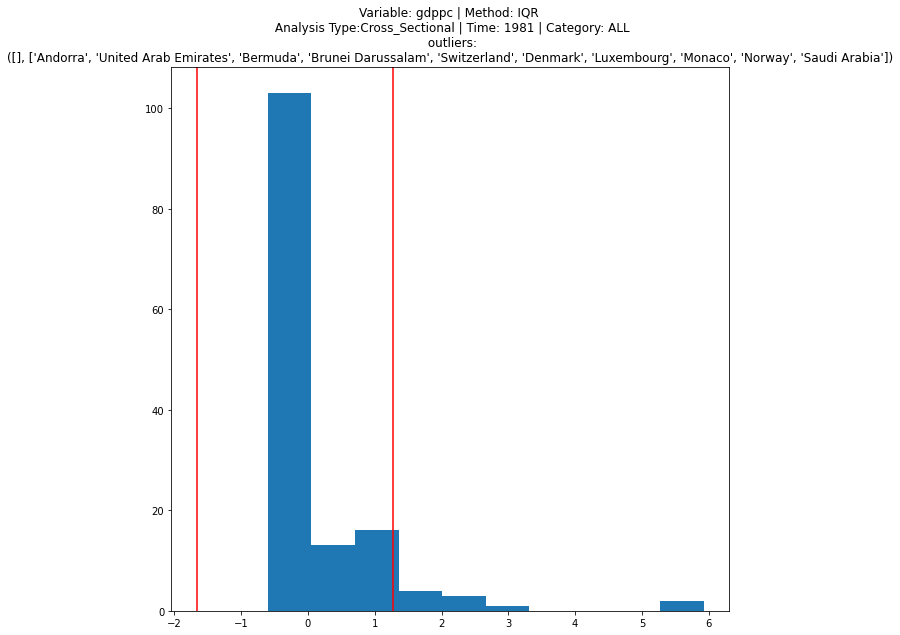 Variable: gdppc | Method: IQR
Analysis Type:Cross_Sectional | Time: 1981 | Category: ALL
outliers:
([], ['Andorra', 'United Arab Emirates', 'Bermuda', 'Brunei Darussalam', 'Switzerland', 'Denmark', 'Luxembourg', 'Monaco', 'Norway', 'Saudi Arabia'])
100
80
60
40
20
0
−2 −1 0 1 2 3 4 5 6